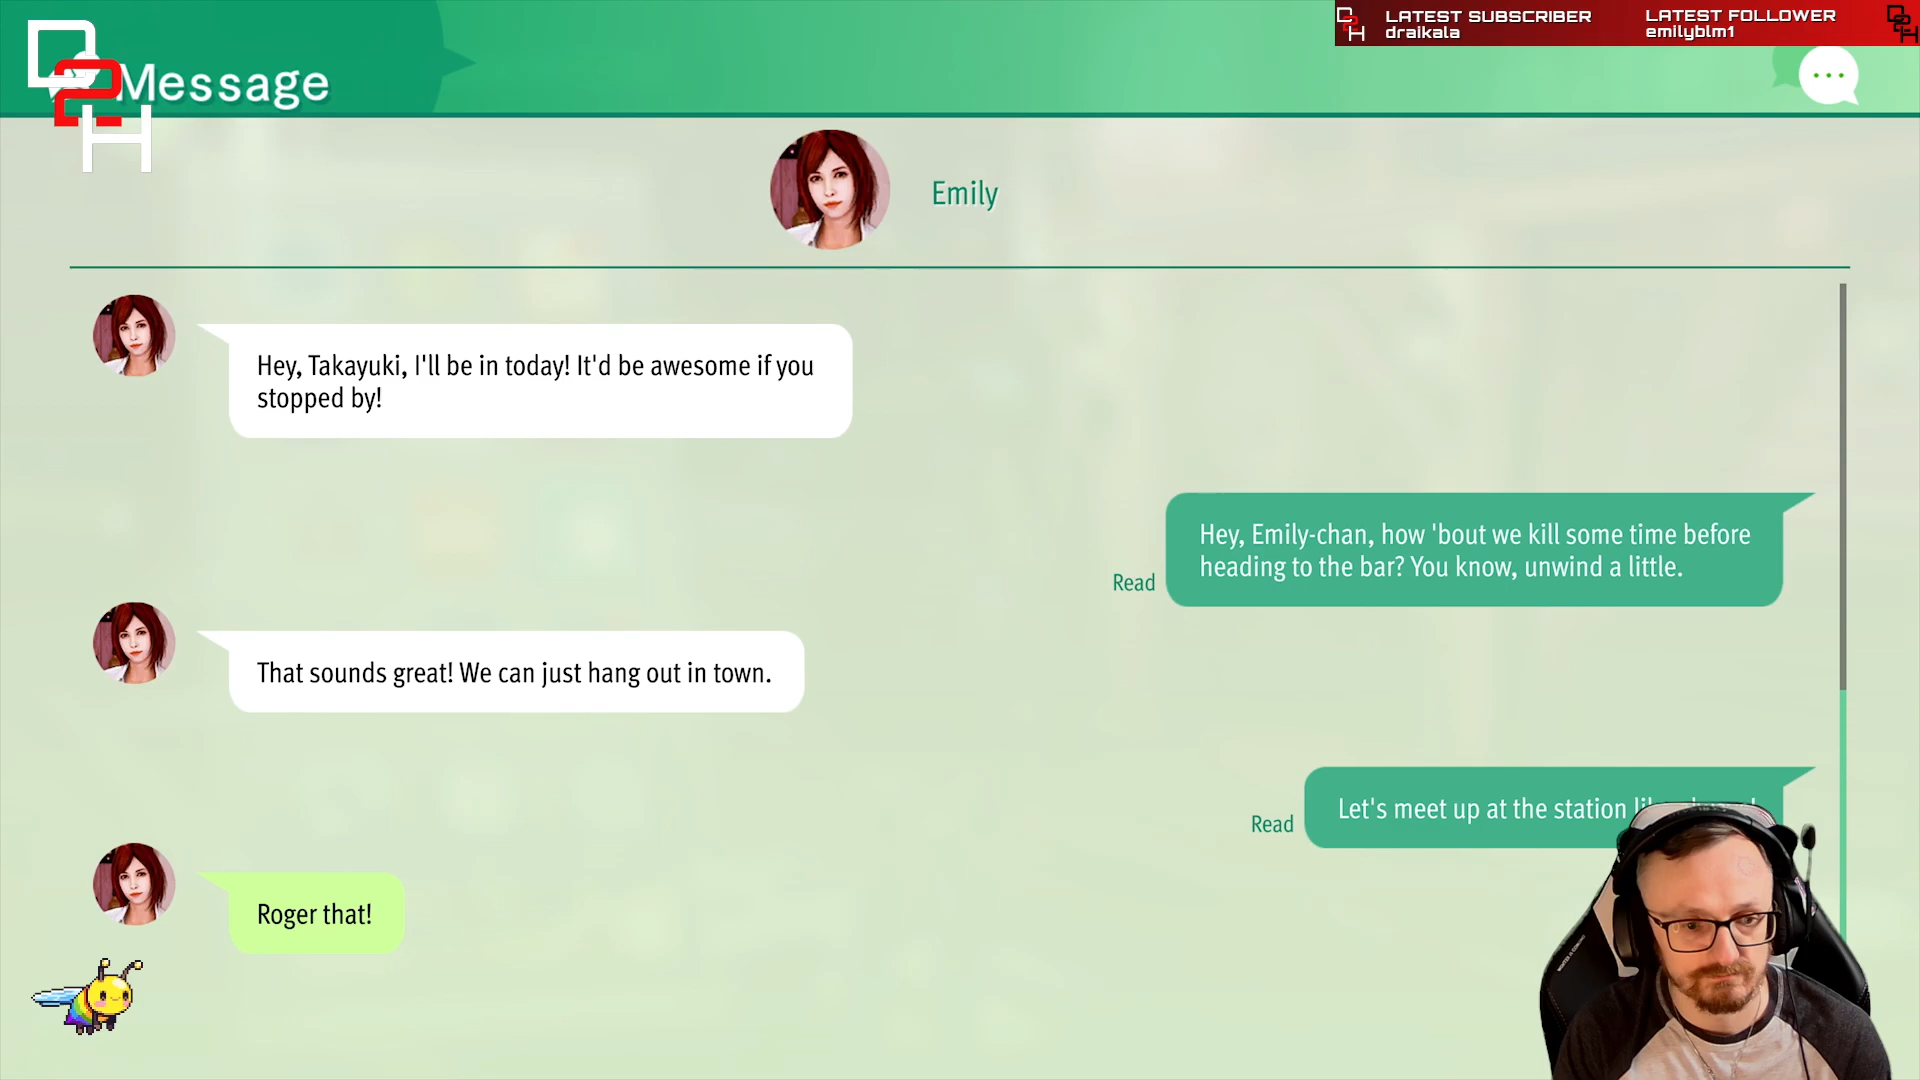 D2H
Message
LATEST SUBSCRIBER
draikala
LATEST FOLLOWER
emilyblm1
Emily
Hey, Takayuki, I'll be in today! It'd be awesome if you
stopped by!
Hey, Emily-chan, how 'bout we kill some time before
heading to the bar? You know, unwind a little.
Read
That sounds great! We can just hang out in town.
Let's meet up at the station
Read
Roger that!